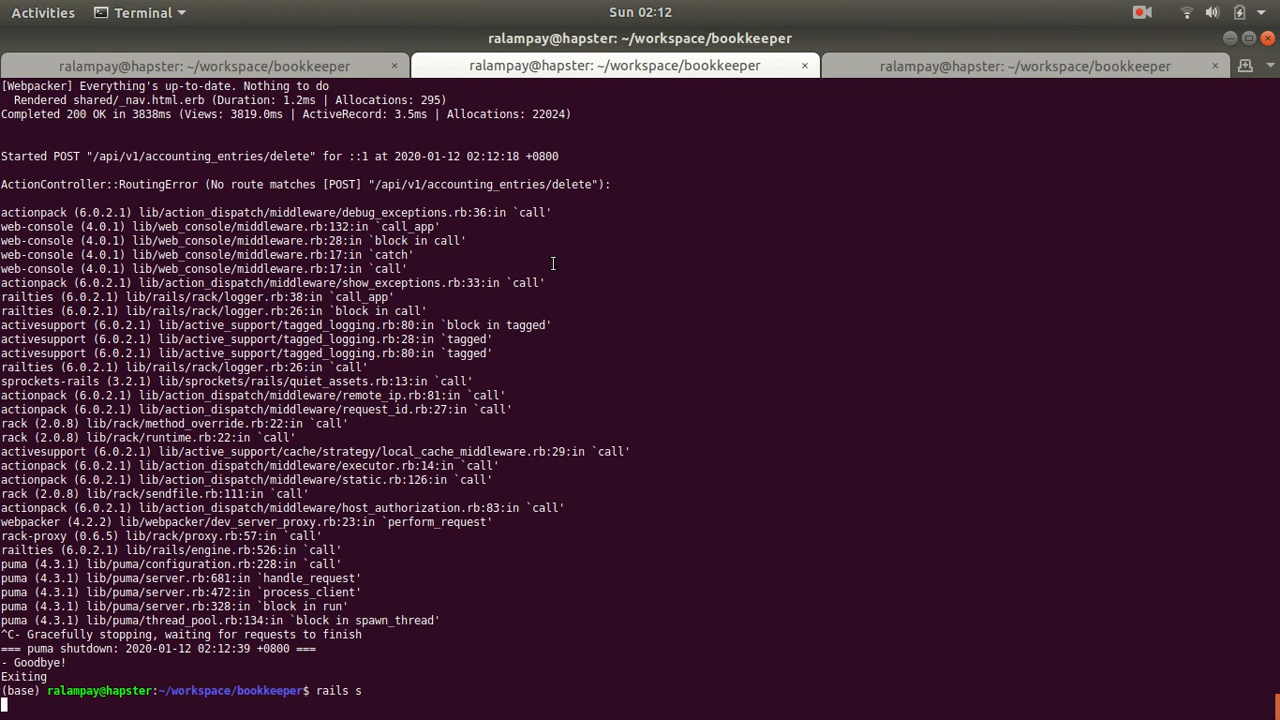 Activities Terminal Sun 02:12
ralampay@hapster: ~/workspace/bookkeeper
ralampay@hapster: ~/workspace/bookkeeper × ralampay@hapster: ~/workspace/bookkeeper × ralampay@hapster: ~/workspace/bookkeeper ×
[Webpacker] Everything's up-to-date. Nothing to do
  Rendered shared/_nav.html.erb (Duration: 1.2ms | Allocations: 295)
Completed 200 OK in 3838ms (Views: 3819.0ms | ActiveRecord: 3.5ms | Allocations: 22024)
Started POST "/api/v1/accounting_entries/delete" for ::1 at 2020-01-12 02:12:18 +0800
ActionController::RoutingError (No route matches [POST] "/api/v1/accounting_entries/delete"):
actionpack (6.0.2.1) lib/action_dispatch/middleware/debug_exceptions.rb:36:in `call'
web-console (4.0.1) lib/web_console/middleware.rb:132:in `call_app'
web-console (4.0.1) lib/web_console/middleware.rb:28:in `block in call'
web-console (4.0.1) lib/web_console/middleware.rb:17:in `catch'
web-console (4.0.1) lib/web_console/middleware.rb:17:in `call'
actionpack (6.0.2.1) lib/action_dispatch/middleware/show_exceptions.rb:33:in `call'
railties (6.0.2.1) lib/rails/rack/logger.rb:38:in `call_app'
railties (6.0.2.1) lib/rails/rack/logger.rb:26:in `block in call'
activesupport (6.0.2.1) lib/active_support/tagged_logging.rb:80:in `block in tagged'
activesupport (6.0.2.1) lib/active_support/tagged_logging.rb:28:in `tagged'
activesupport (6.0.2.1) lib/active_support/tagged_logging.rb:80:in `tagged'
railties (6.0.2.1) lib/rails/rack/logger.rb:26:in `call'
sprockets-rails (3.2.1) lib/sprockets/rails/quiet_assets.rb:13:in `call'
actionpack (6.0.2.1) lib/action_dispatch/middleware/remote_ip.rb:81:in `call'
actionpack (6.0.2.1) lib/action_dispatch/middleware/request_id.rb:27:in `call'
rack (2.0.8) lib/rack/method_override.rb:22:in `call'
rack (2.0.8) lib/rack/runtime.rb:22:in `call'
activesupport (6.0.2.1) lib/active_support/cache/strategy/local_cache_middleware.rb:29:in `call'
actionpack (6.0.2.1) lib/action_dispatch/middleware/executor.rb:14:in `call'
actionpack (6.0.2.1) lib/action_dispatch/middleware/static.rb:126:in `call'
rack (2.0.8) lib/rack/sendfile.rb:111:in `call'
actionpack (6.0.2.1) lib/action_dispatch/middleware/host_authorization.rb:83:in `call'
webpacker (4.2.2) lib/webpacker/dev_server_proxy.rb:23:in `perform_request'
rack-proxy (0.6.5) lib/rack/proxy.rb:57:in `call'
railties (6.0.2.1) lib/rails/engine.rb:526:in `call'
puma (4.3.1) lib/puma/configuration.rb:228:in `call'
puma (4.3.1) lib/puma/server.rb:681:in `handle_request'
puma (4.3.1) lib/puma/server.rb:472:in `process_client'
puma (4.3.1) lib/puma/server.rb:328:in `block in run'
puma (4.3.1) lib/puma/thread_pool.rb:134:in `block in spawn_thread'
^C- Gracefully stopping, waiting for requests to finish
=== puma shutdown: 2020-01-12 02:12:39 +0800 ===
- Goodbye!
Exiting
(base) ralampay@hapster:~/workspace/bookkeeper$ rails s